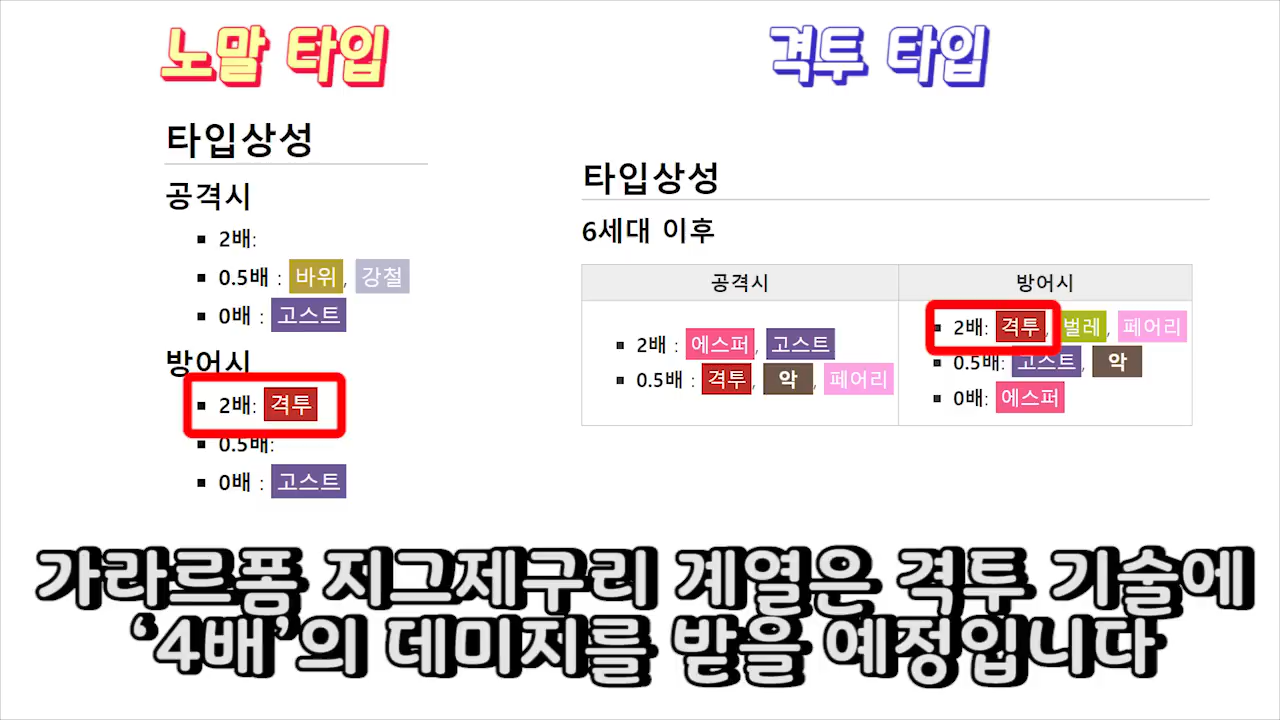 노말 타입
타입상성
공격시
2배:
0.5배 : 바위, 강철
0배 : 고스트
방어시
2배: 격투
0.5배:
0배 : 고스트
격투 타입
타입상성
6세대 이후
공격시
2배 : 에스퍼, 고스트
0.5배 : 격투, 악, 페어리
방어시
2배: 격투, 벌레, 페어리
0.5배: 고스트, 악
0배: 에스퍼
가라르폼 지그제구리 계열은 격투 기술에
‘4배’의 데미지를 받을 예정입니다